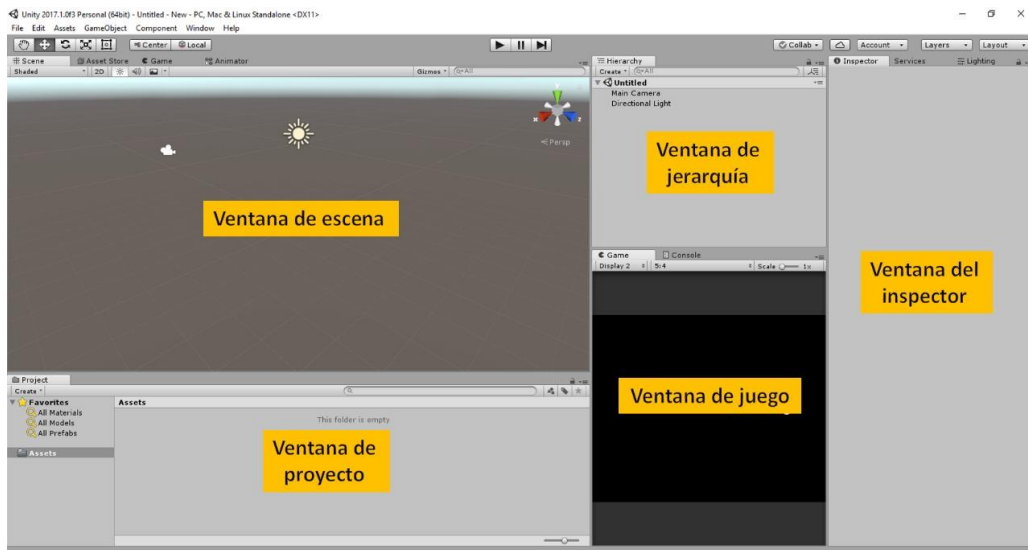 Unity 2017.1.0f3 Personal (64bit) - Untitled - New - PC, Mac & Linux Standalone <DX11>
File Edit Assets GameObject Component Window Help
Center Local
Collab Account Layers Layout
Scene Asset Store Game Animator
Shaded 2D Gizmos All
Persp
Ventana de escena
Hierarchy
Create All
Untitled
Main Camera
Directional Light
Ventana de
jerarquía
Inspector Services Lighting
Ventana del
inspector
Game Console
Display 2 5:4 Scale 1x
Ventana de juego
Project
Create
Favorites
All Materials
All Models
All Prefabs
Assets
Assets
This folder is empty
Ventana de
proyecto